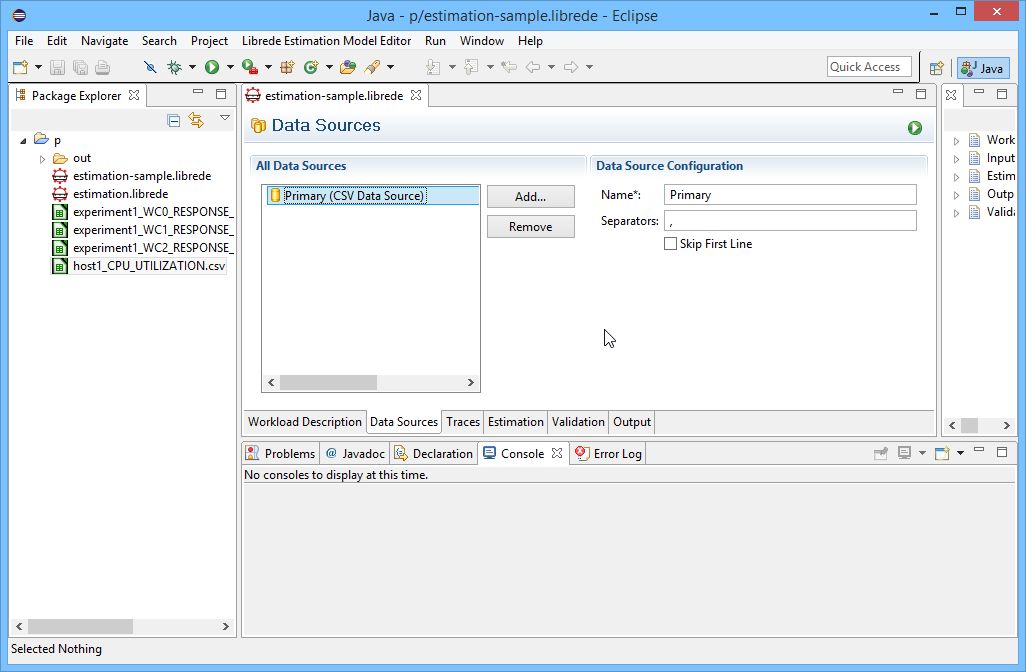 Java - p/estimation-sample.librede - Eclipse
File Edit Navigate Search Project Librede Estimation Model Editor Run Window Help
Quick Access
Java
Package Explorer
p
out
estimation-sample.librede
estimation.librede
experiment1_WC0_RESPONSE_
experiment1_WC1_RESPONSE_
experiment1_WC2_RESPONSE_
host1_CPU_UTILIZATION.csv
estimation-sample.librede
Data Sources
All Data Sources
Primary (CSV Data Source)
Add...
Remove
Data Source Configuration
Name*: Primary
Separators: ,
Skip First Line
Workload Description Data Sources Traces Estimation Validation Output
Work
Input
Estim
Outp
Valida
Problems @ Javadoc Declaration Console Error Log
No consoles to display at this time.
Selected Nothing